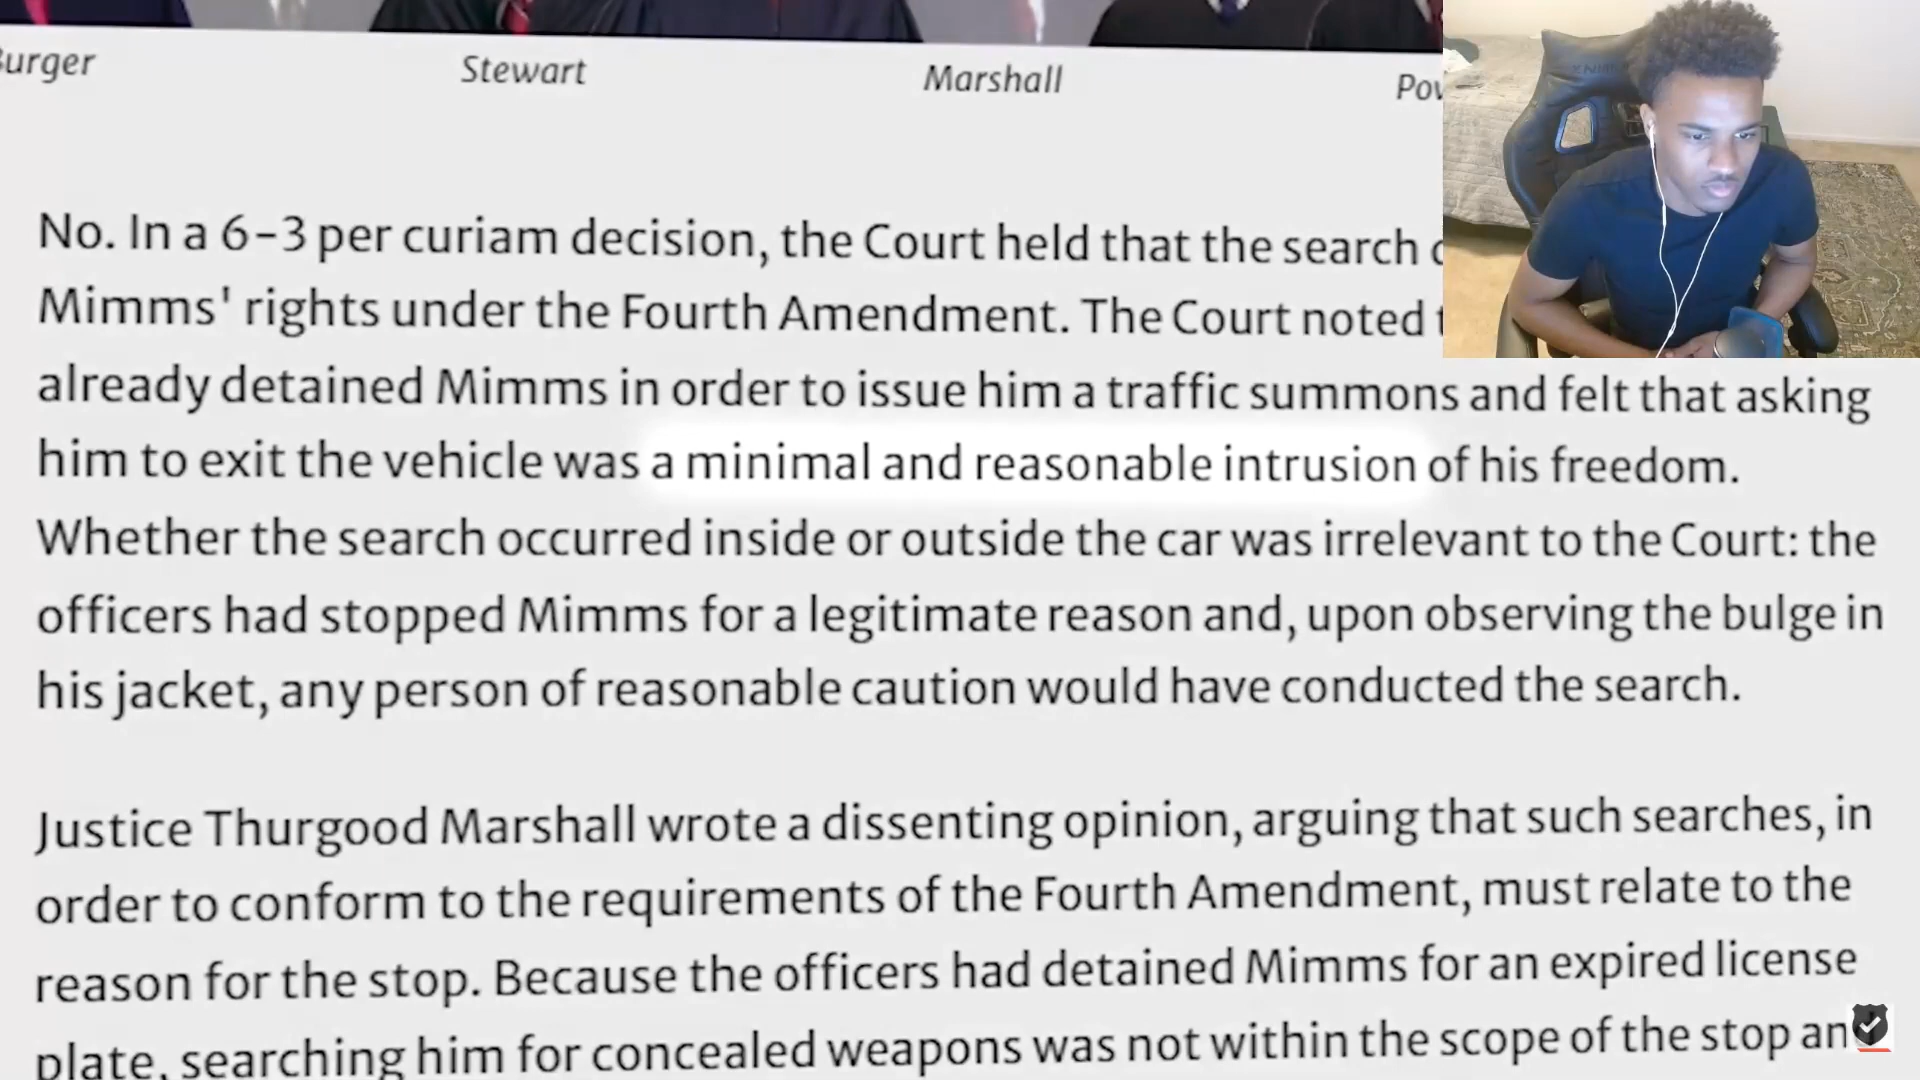 Burger Stewart Marshall
No. In a 6-3 per curiam decision, the Court held that the search
Mimms' rights under the Fourth Amendment. The Court noted
already detained Mimms in order to issue him a traffic summons and felt that asking
him to exit the vehicle was a minimal and reasonable intrusion of his freedom.
Whether the search occurred inside or outside the car was irrelevant to the Court: the
officers had stopped Mimms for a legitimate reason and, upon observing the bulge in
his jacket, any person of reasonable caution would have conducted the search.
Justice Thurgood Marshall wrote a dissenting opinion, arguing that such searches, in
order to conform to the requirements of the Fourth Amendment, must relate to the
reason for the stop. Because the officers had detained Mimms for an expired license
plate, searching him for concealed weapons was not within the scope of the stop an